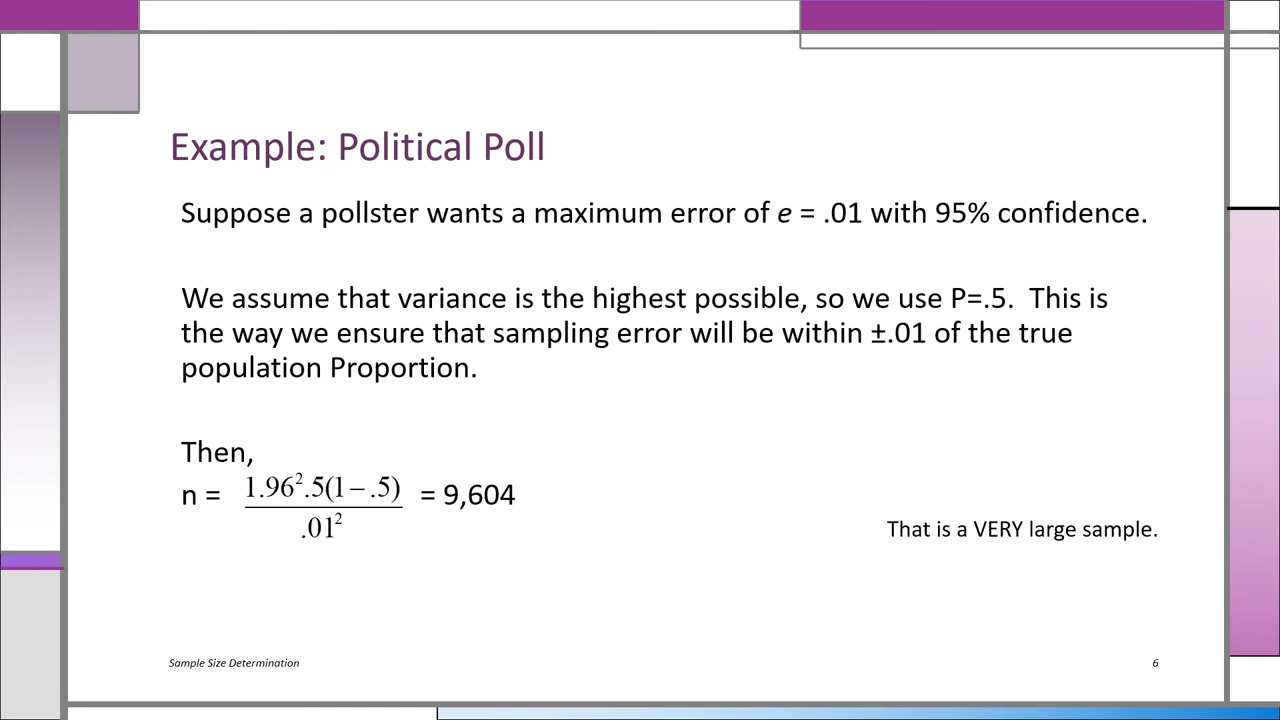 Example: Political Poll
Suppose a pollster wants a maximum error of e = .01 with 95% confidence.
We assume that variance is the highest possible, so we use P=.5.  This is
the way we ensure that sampling error will be within ±.01 of the true
population Proportion.
Then,
n = 1.96².5(1−.5) / .01² = 9,604
That is a VERY large sample.
Sample Size Determination
6